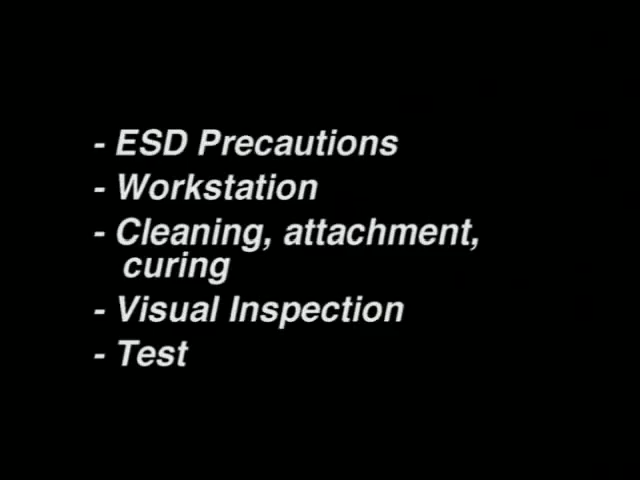 - ESD Precautions
- Workstation
- Cleaning, attachment,
curing
- Visual Inspection
- Test